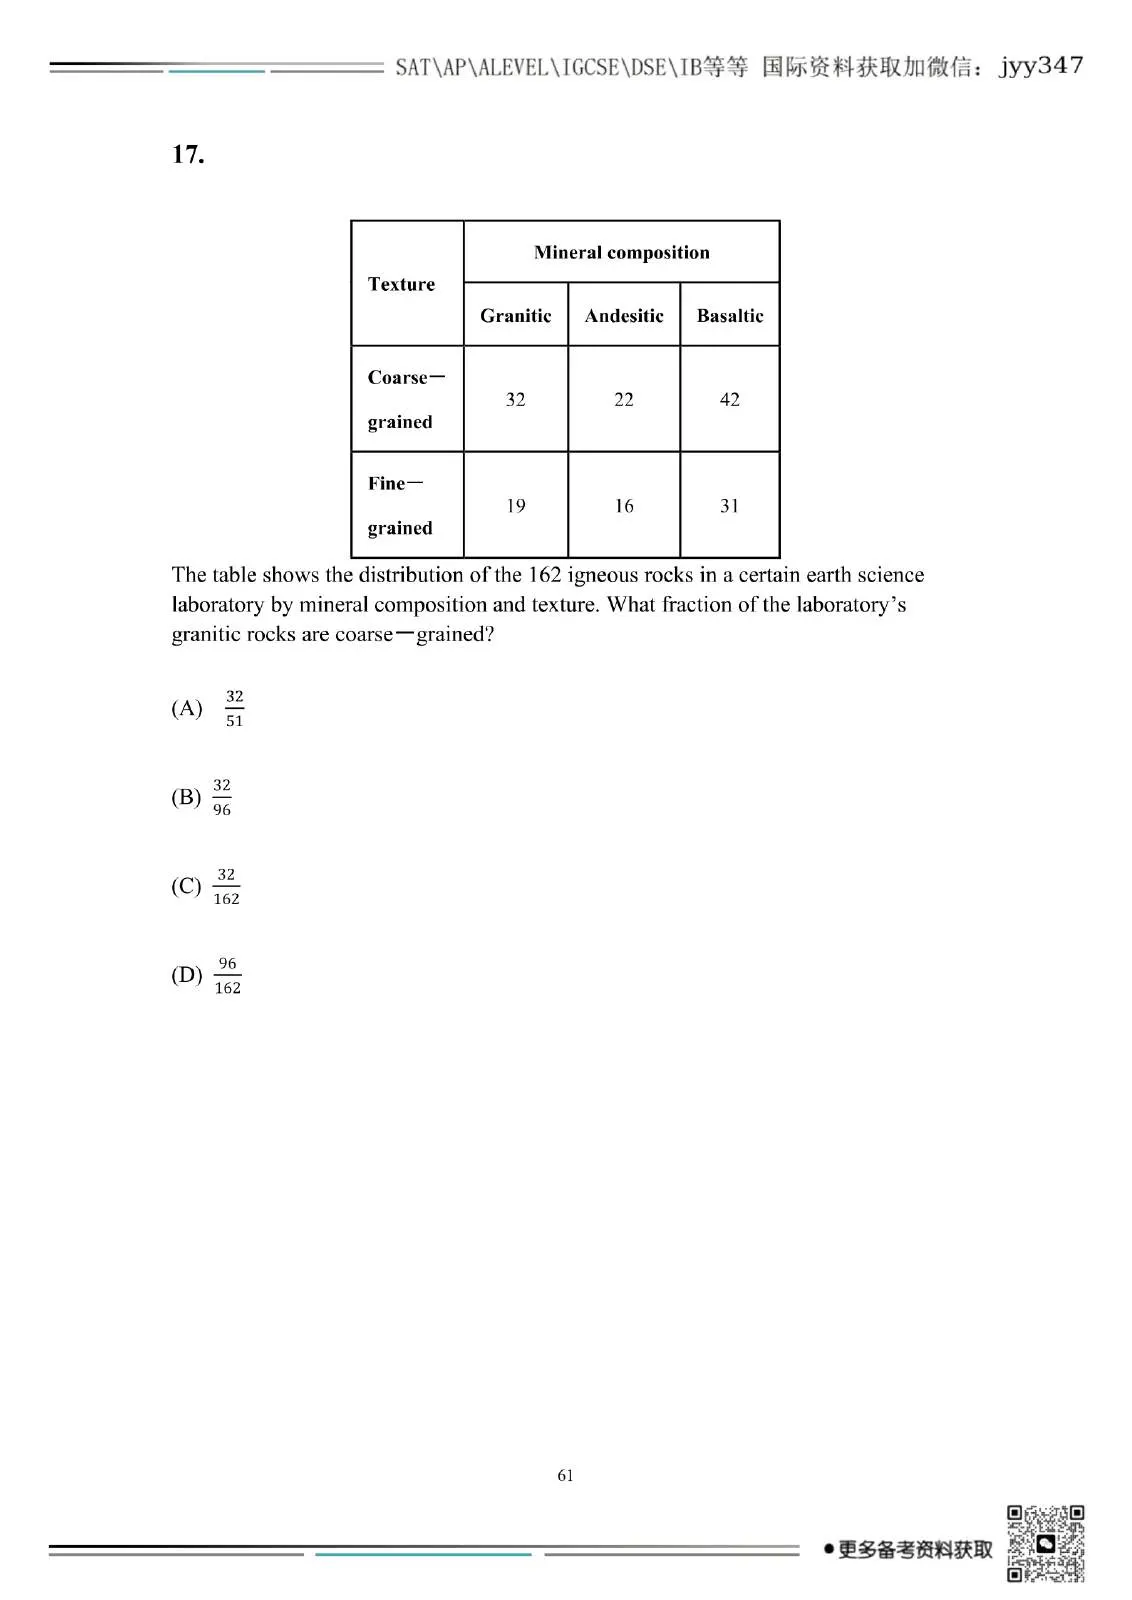 SAT\AP\ALEVEL\IGCSE\DSE\IB等等 国际资料获取加微信：jyy347
17.
Texture
Mineral composition
Granitic Andesitic Basaltic
Coarse－
grained
32 22 42
Fine－
grained
19 16 31
The table shows the distribution of the 162 igneous rocks in a certain earth science
laboratory by mineral composition and texture. What fraction of the laboratory's
granitic rocks are coarse－grained?
(A) 32/51
(B) 32/96
(C) 32/162
(D) 96/162
61
●更多备考资料获取